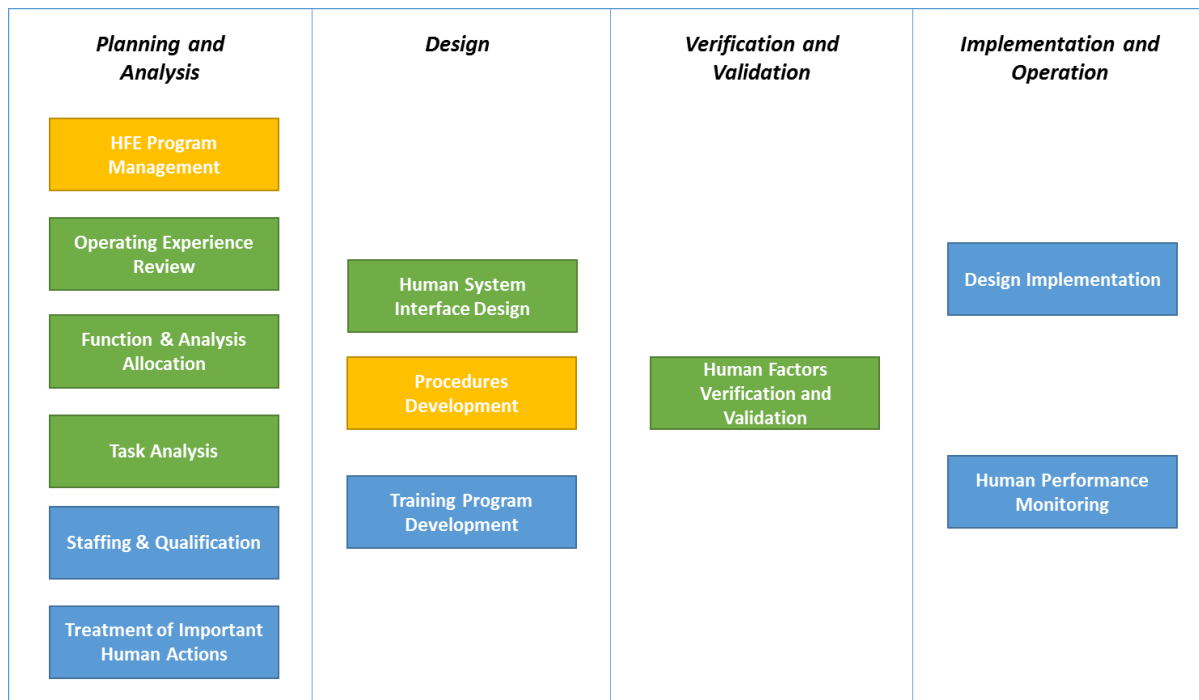 Planning and
Analysis
HFE Program
Management
Operating Experience
Review
Function & Analysis
Allocation
Task Analysis
Staffing & Qualification
Treatment of Important
Human Actions
Design
Human System
Interface Design
Procedures
Development
Training Program
Development
Verification and
Validation
Human Factors
Verification and
Validation
Implementation and
Operation
Design Implementation
Human Performance
Monitoring